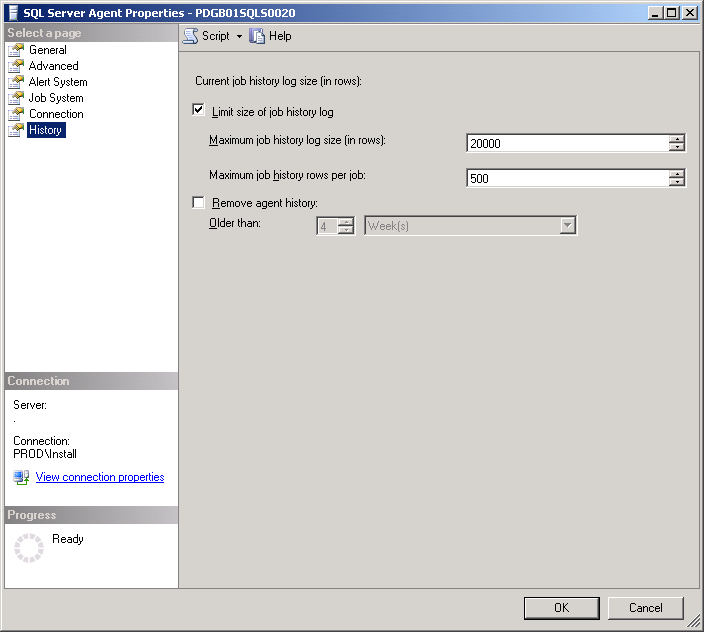 SQL Server Agent Properties - PDGB01SQLS0020
Select a page
General
Advanced
Alert System
Job System
Connection
History
Script
Help
Current job history log size (in rows):
Limit size of job history log
Maximum job history log size (in rows):
20000
Maximum job history rows per job:
500
Remove agent history:
Older than:
4
Week(s)
Connection
Server:
.
Connection:
PROD\Install
View connection properties
Progress
Ready
OK
Cancel